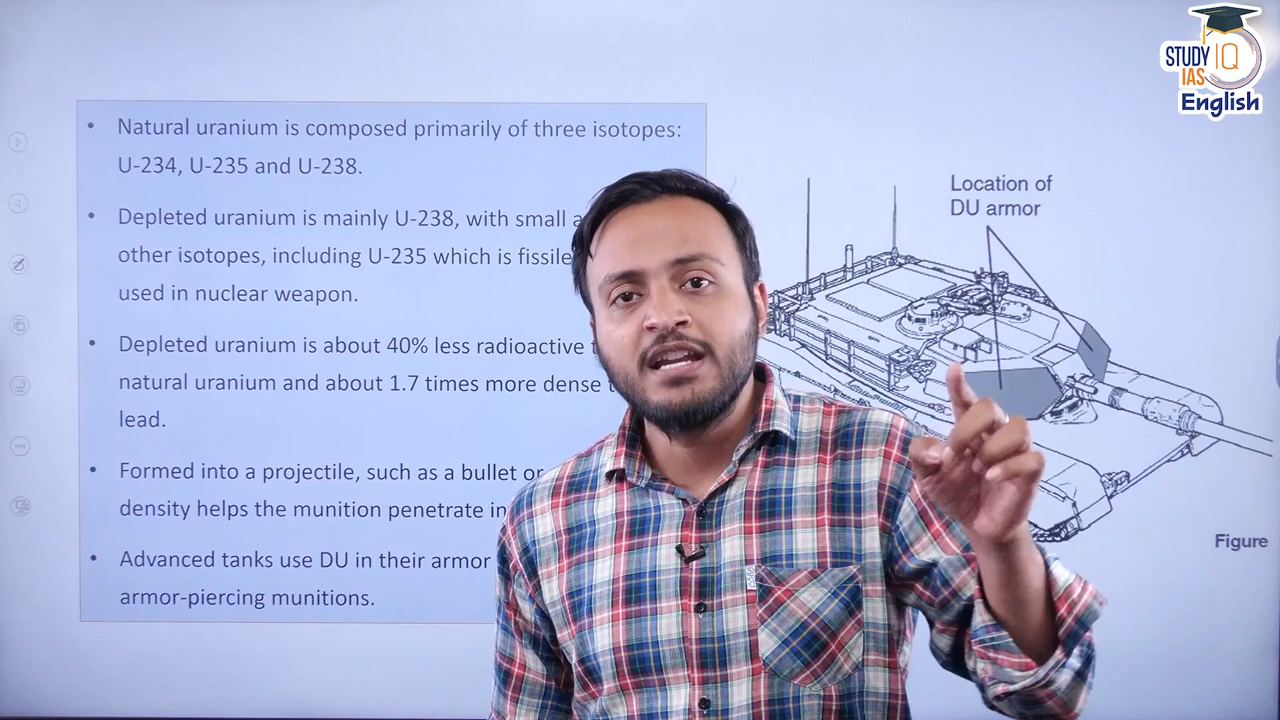 STUDY IQ
IAS
English
• Natural uranium is composed primarily of three isotopes:
U-234, U-235 and U-238.
• Depleted uranium is mainly U-238, with small
other isotopes, including U-235 which is fissile
used in nuclear weapon.
• Depleted uranium is about 40% less radioactive
natural uranium and about 1.7 times more dense
lead.
• Formed into a projectile, such as a bullet or
density helps the munition penetrate
• Advanced tanks use DU in their armor
armor-piercing munitions.
Location of
DU armor
Figure